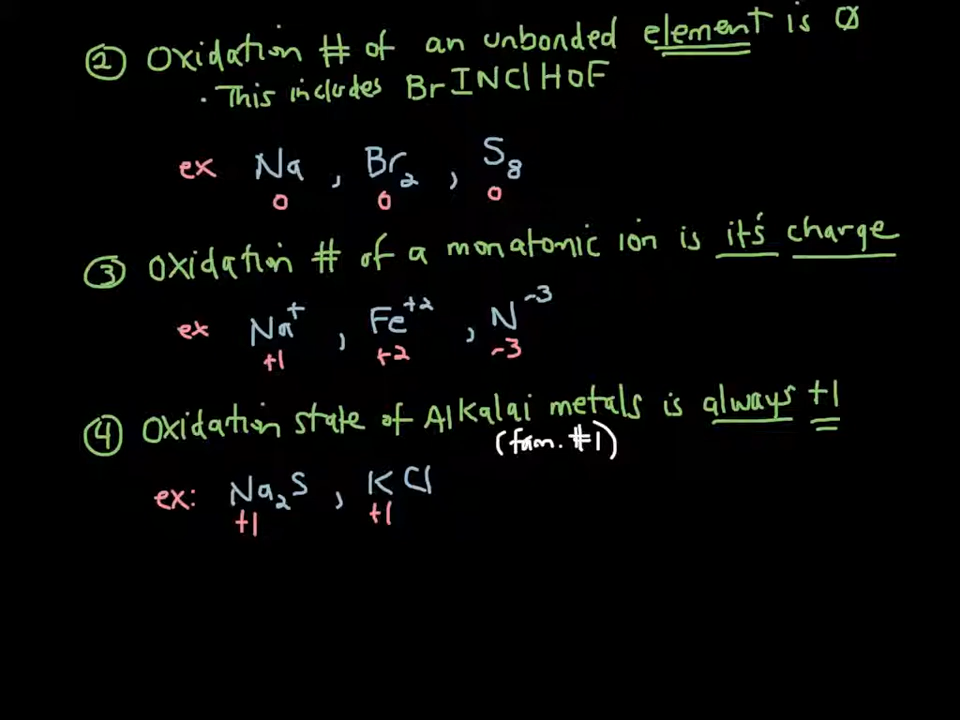 ② Oxidation # of an unbonded element is 0
· This includes BrINClHOF
ex Na, Br₂, S₈
0 0 0
③ Oxidation # of a monatomic ion is it's charge
ex Na⁺, Fe⁺², N⁻³
+1 +2 -3
④ Oxidation state of Alkalai metals is always +1
(fam. #1)
ex: Na₂S, KCl
+1 +1